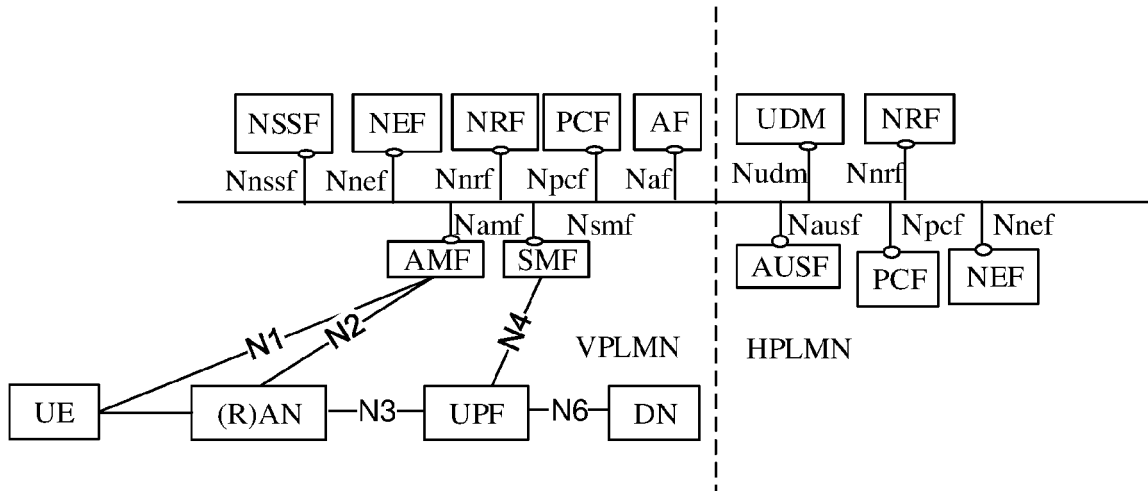 NSSF NEF NRF PCF AF UDM NRF
Nnssf Nnef Nnrf Npcf Naf Nudm Nnrf
Namf Nsmf Nausf Npcf Nnef
AMF SMF AUSF PCF NEF
N1 N2 N4 VPLMN HPLMN
UE (R)AN N3 UPF N6 DN